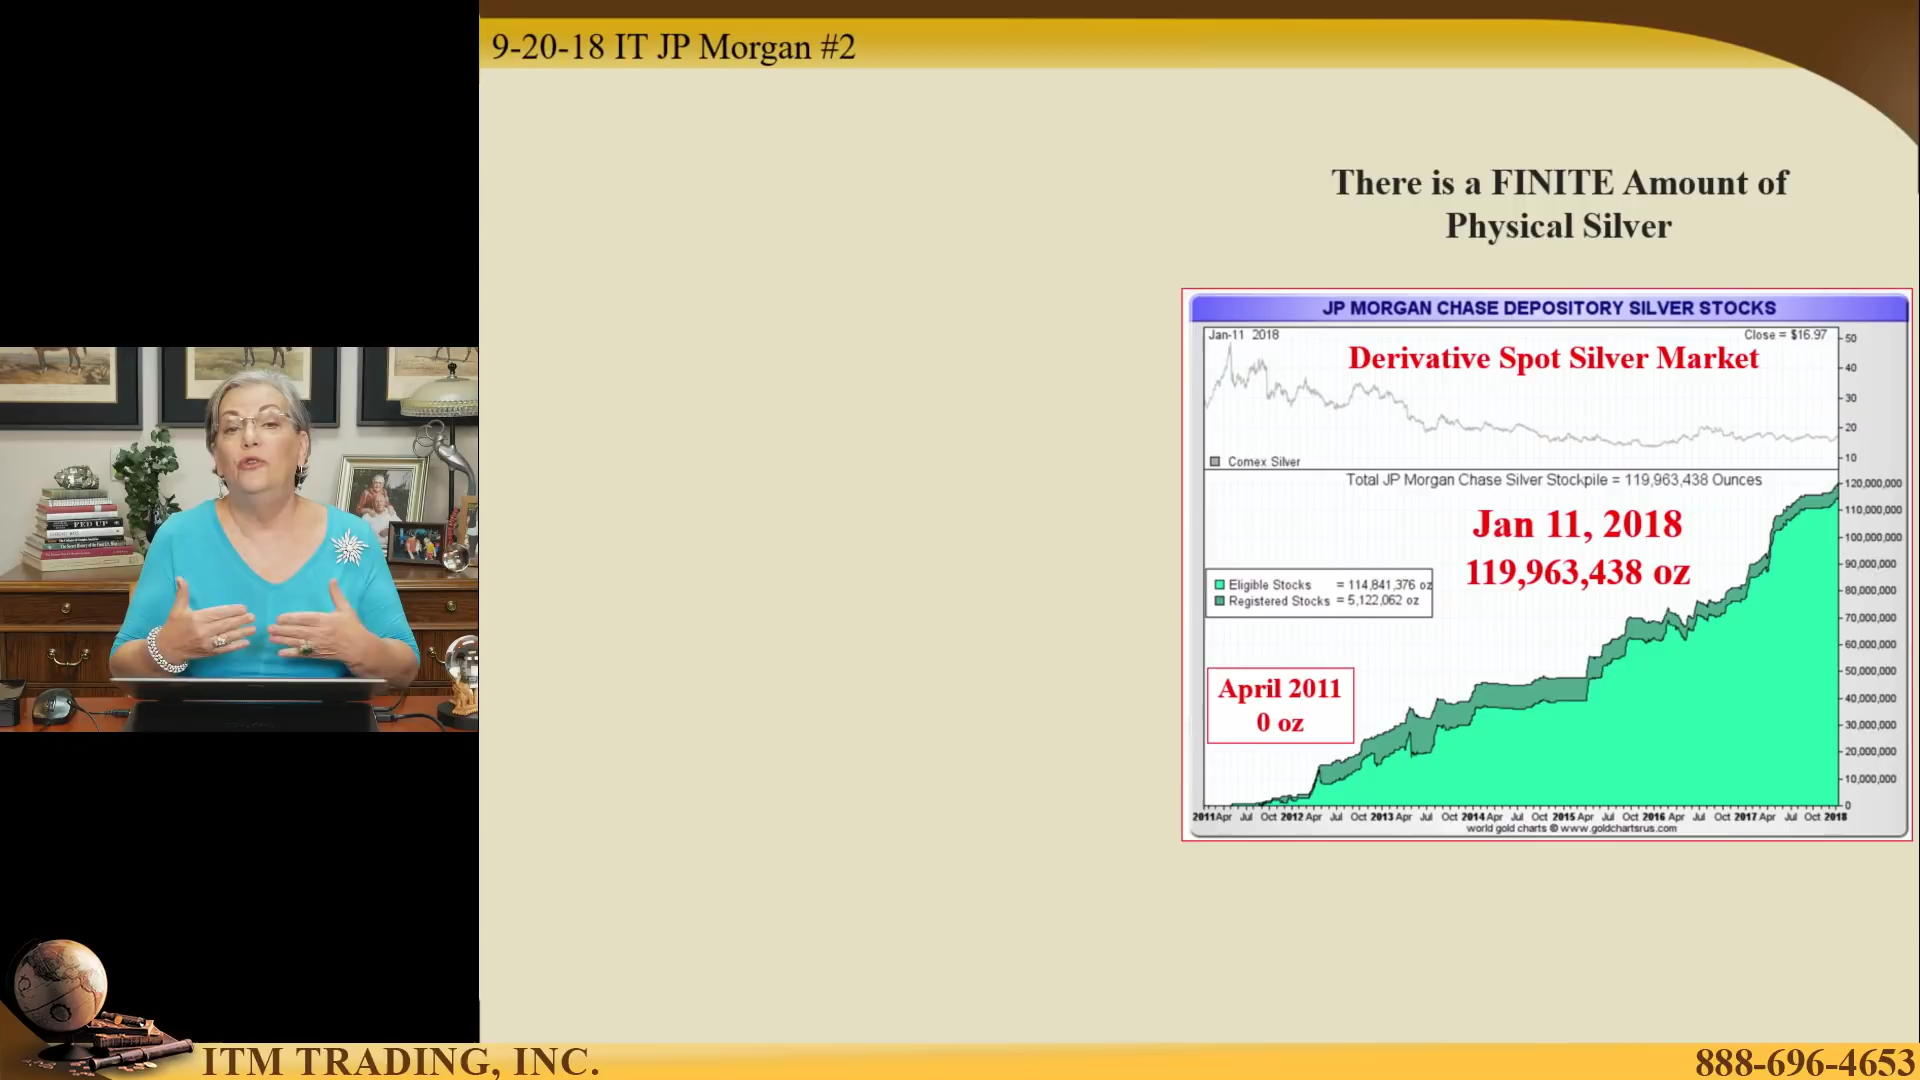 9-20-18 IT JP Morgan #2
There is a FINITE Amount of
Physical Silver
JP MORGAN CHASE DEPOSITORY SILVER STOCKS
Jan-11 2018
Close = $16.97
Derivative Spot Silver Market
50
40
30
20
10
Comex Silver
Total JP Morgan Chase Silver Stockpile = 119,963,438 Ounces
Jan 11, 2018
119,963,438 oz
Eligible Stocks = 114,841,376 oz
Registered Stocks = 5,122,062 oz
April 2011
0 oz
120,000,000
110,000,000
100,000,000
90,000,000
80,000,000
70,000,000
60,000,000
50,000,000
40,000,000
30,000,000
20,000,000
10,000,000
0
2011 Apr Jul Oct 2012 Apr Jul Oct 2013 Apr Jul Oct 2014 Apr Jul Oct 2015 Apr Jul Oct 2016 Apr Jul Oct 2017 Apr Jul Oct 2018
world gold charts © www.goldchartsrus.com
FED UP
ITM TRADING, INC.
888-696-4653